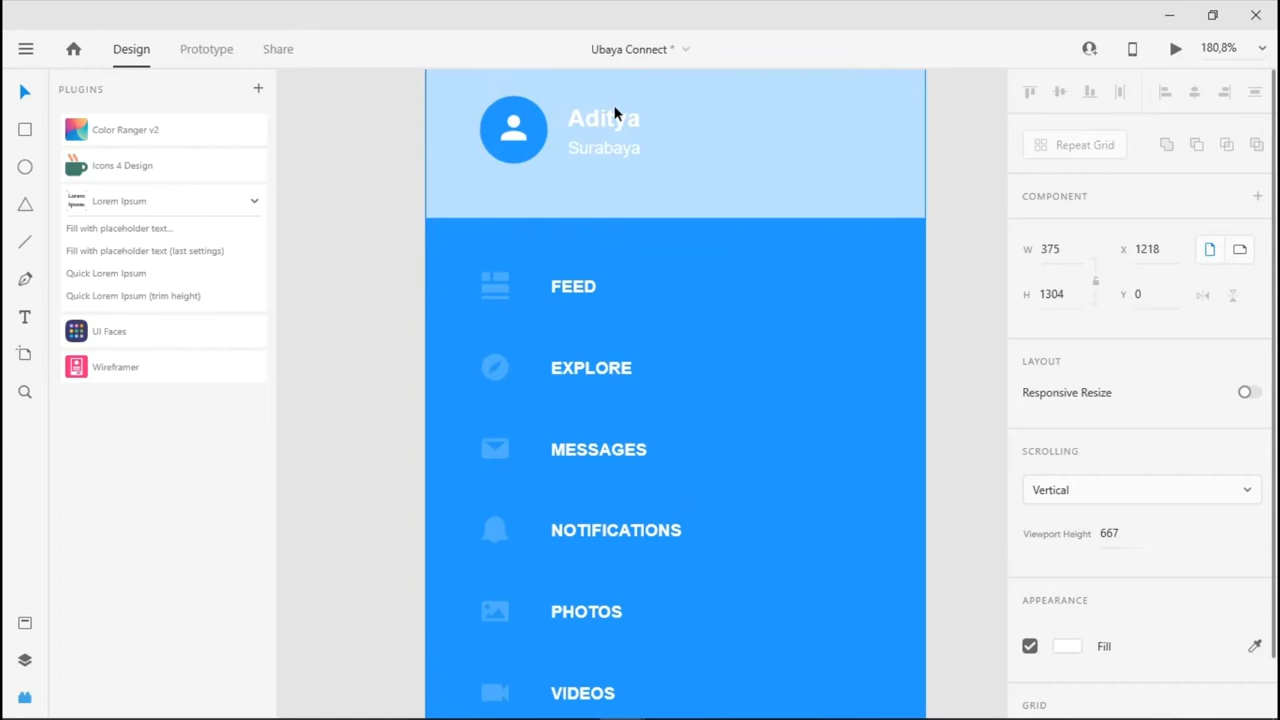 Design
Prototype
Share
Ubaya Connect *
180,8%
PLUGINS
Color Ranger v2
Icons 4 Design
Lorem Ipsum
Lorem Ipsum
Fill with placeholder text...
Fill with placeholder text (last settings)
Quick Lorem Ipsum
Quick Lorem Ipsum (trim height)
UI Faces
Wireframer
Aditya
Surabaya
FEED
EXPLORE
MESSAGES
NOTIFICATIONS
PHOTOS
VIDEOS
Repeat Grid
COMPONENT
W 375 X 1218
H 1304 Y 0
LAYOUT
Responsive Resize
SCROLLING
Vertical
Viewport Height 667
APPEARANCE
Fill
GRID